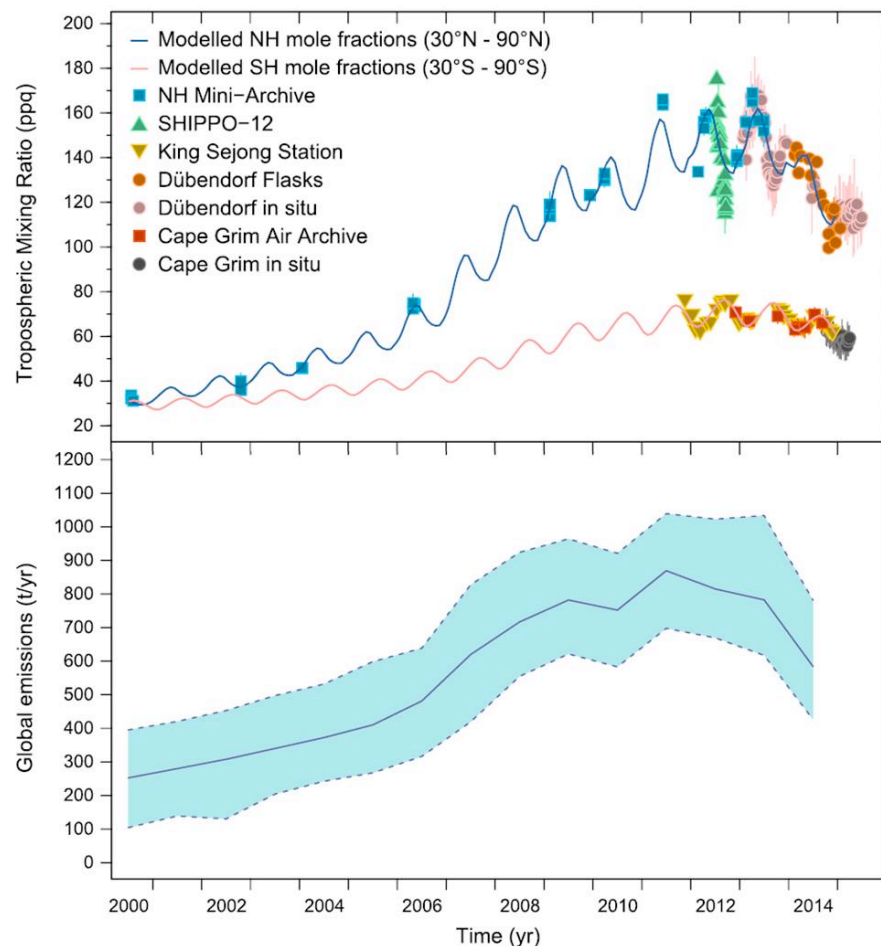 200
180
160
140
120
100
80
60
40
20
Tropospheric Mixing Ratio (ppq)
Modelled NH mole fractions (30°N - 90°N)
Modelled SH mole fractions (30°S - 90°S)
NH Mini-Archive
SHIPPO-12
King Sejong Station
Dübendorf Flasks
Dübendorf in situ
Cape Grim Air Archive
Cape Grim in situ
1200
1100
1000
900
800
700
600
500
400
300
200
100
0
Global emissions (t/yr)
2000 2002 2004 2006 2008 2010 2012 2014
Time (yr)